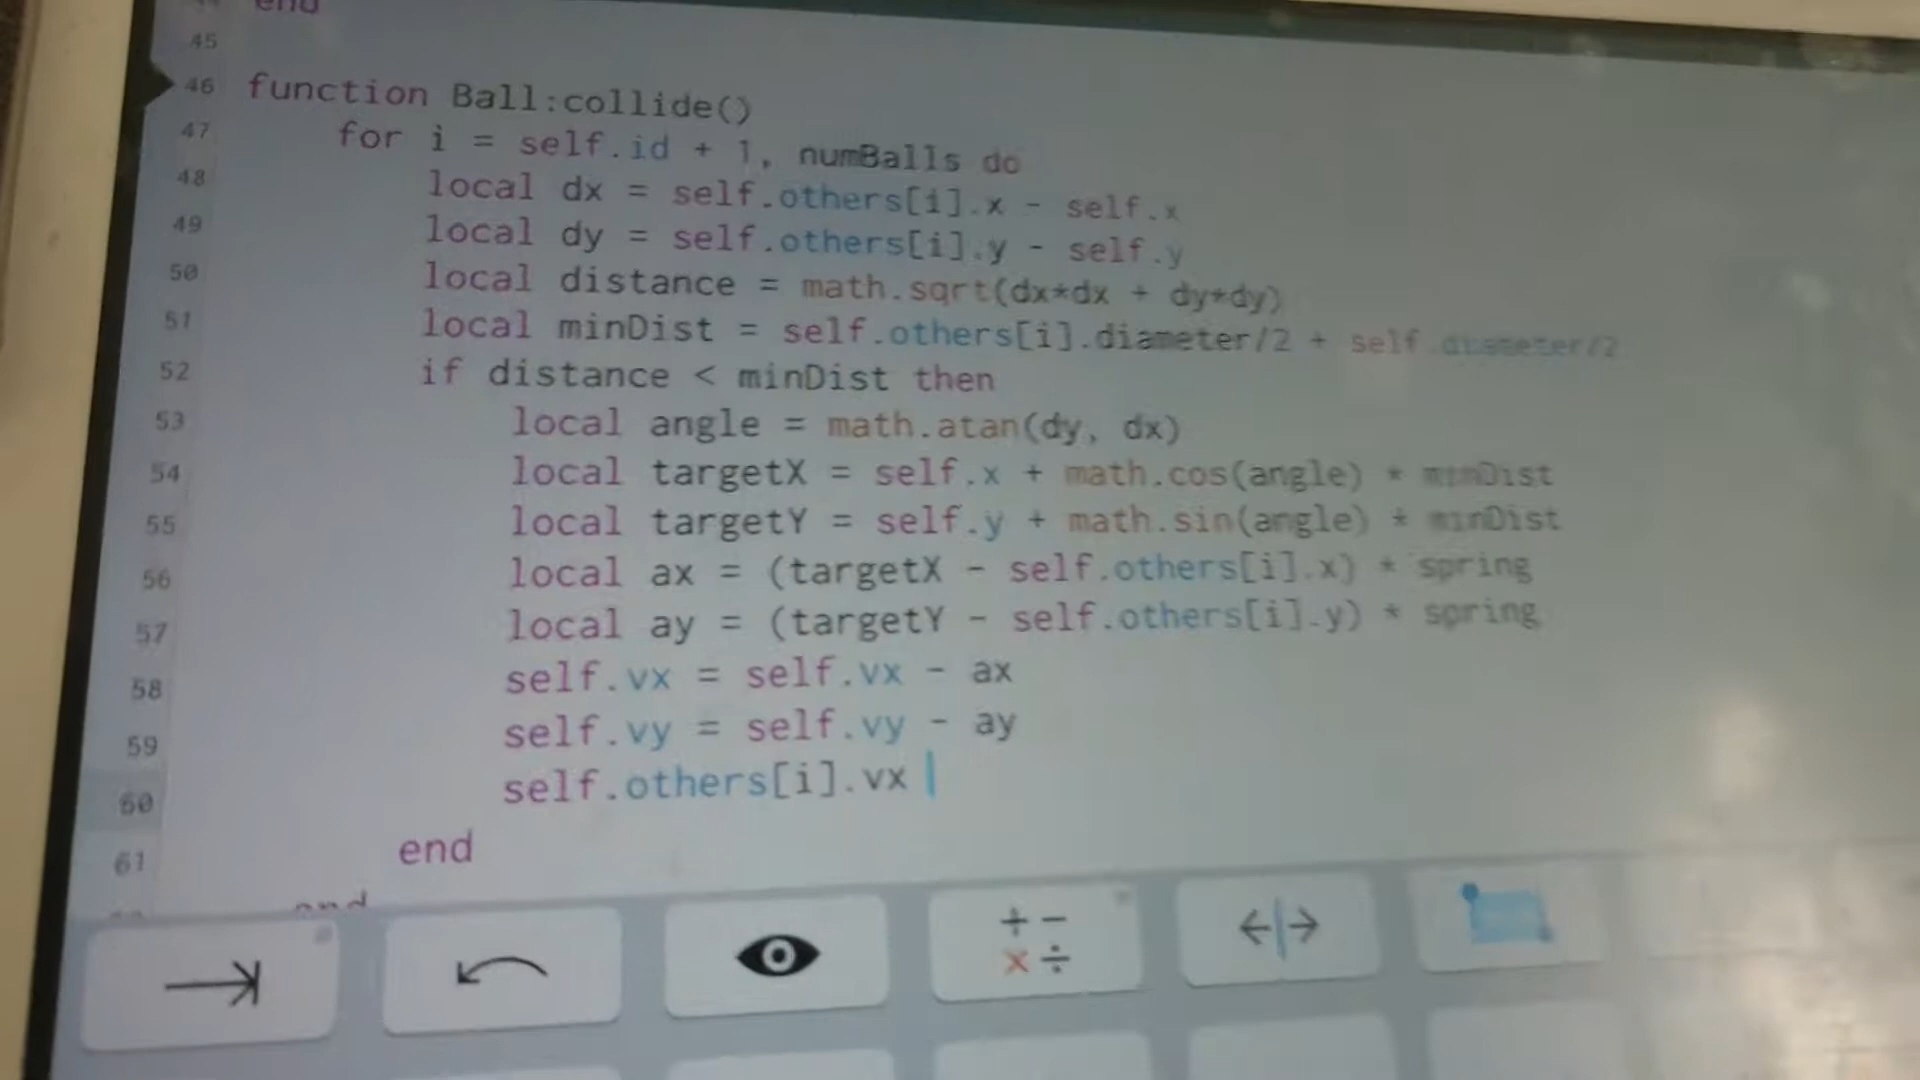 44 end
45
46 function Ball:collide()
47 for i = self.id + 1, numBalls do
48 local dx = self.others[i].x - self.x
49 local dy = self.others[i].y - self.y
50 local distance = math.sqrt(dx*dx + dy*dy)
51 local minDist = self.others[i].diameter/2 + self.diameter/2
52 if distance < minDist then
53 local angle = math.atan(dy, dx)
54 local targetX = self.x + math.cos(angle) * minDist
55 local targetY = self.y + math.sin(angle) * minDist
56 local ax = (targetX - self.others[i].x) * spring
57 local ay = (targetY - self.others[i].y) * spring
58 self.vx = self.vx - ax
59 self.vy = self.vy - ay
60 self.others[i].vx
61 end
end
+ -
x ÷